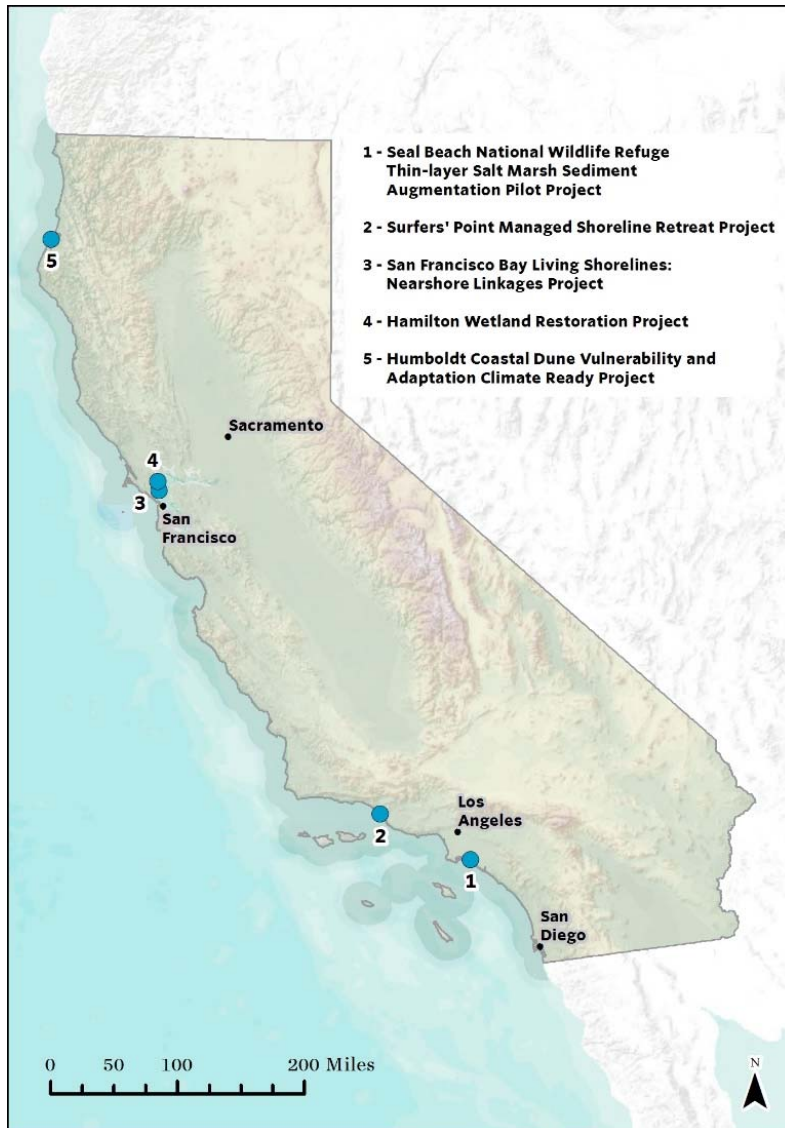 1 - Seal Beach National Wildlife Refuge
Thin-layer Salt Marsh Sediment
Augmentation Pilot Project
2 - Surfers' Point Managed Shoreline Retreat Project
3 - San Francisco Bay Living Shorelines:
Nearshore Linkages Project
4 - Hamilton Wetland Restoration Project
5 - Humboldt Coastal Dune Vulnerability and
Adaptation Climate Ready Project
5
Sacramento
4
3
San
Francisco
Los
Angeles
2
1
San
Diego
0 50 100 200 Miles
N